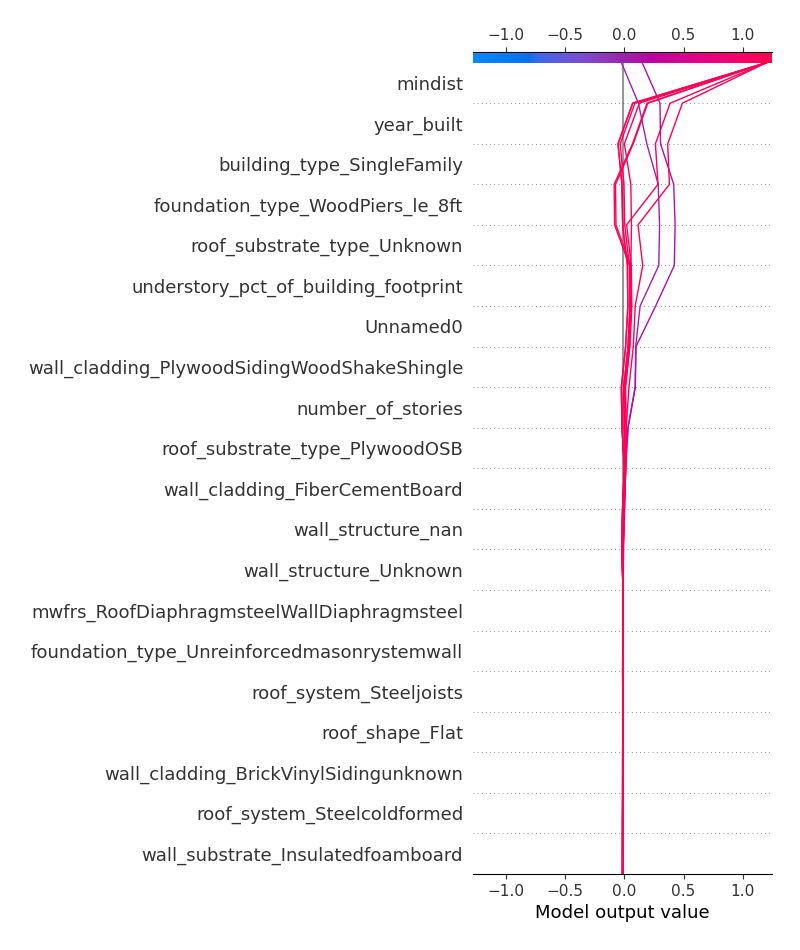 −1.0 −0.5 0.0 0.5 1.0
mindist
year_built
building_type_SingleFamily
foundation_type_WoodPiers_le_8ft
roof_substrate_type_Unknown
understory_pct_of_building_footprint
Unnamed0
wall_cladding_PlywoodSidingWoodShakeShingle
number_of_stories
roof_substrate_type_PlywoodOSB
wall_cladding_FiberCementBoard
wall_structure_nan
wall_structure_Unknown
mwfrs_RoofDiaphragmsteelWallDiaphragmsteel
foundation_type_Unreinforcedmasonrystemwall
roof_system_Steeljoists
roof_shape_Flat
wall_cladding_BrickVinylSidingunknown
roof_system_Steelcoldformed
wall_substrate_Insulatedfoamboard
−1.0 −0.5 0.0 0.5 1.0
Model output value